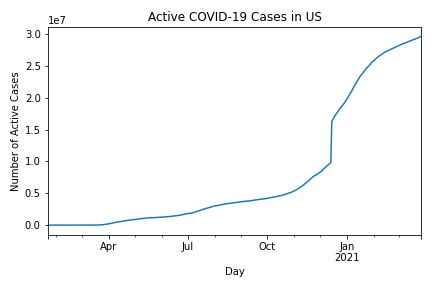 Active COVID-19 Cases in US
1e7
3.0
2.5
2.0
1.5
1.0
0.5
0.0
Number of Active Cases
Apr
Jul
Oct
Jan
2021
Day